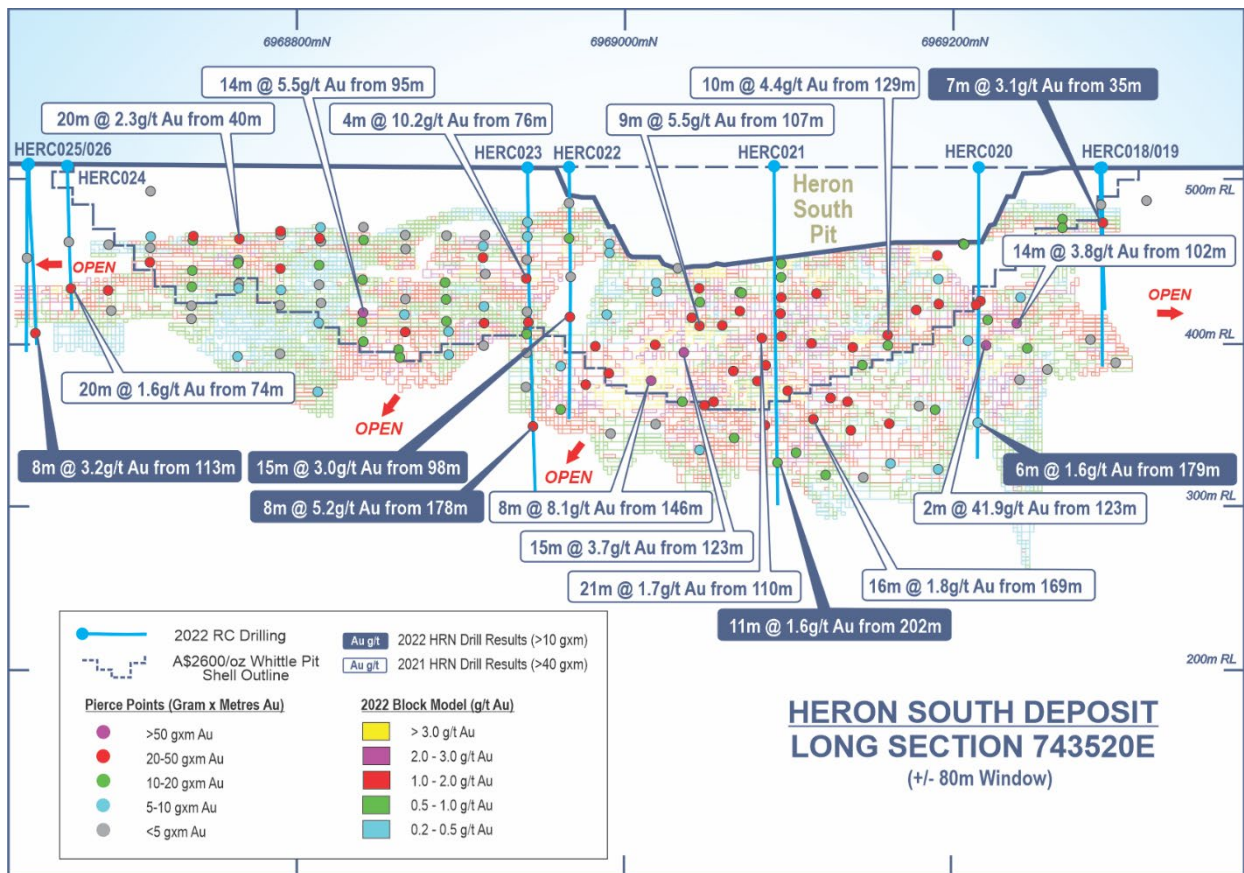 6968800mN
6969000mN
6969200mN
14m @ 5.5g/t Au from 95m
10m @ 4.4g/t Au from 129m
7m @ 3.1g/t Au from 35m
20m @ 2.3g/t Au from 40m
4m @ 10.2g/t Au from 76m
9m @ 5.5g/t Au from 107m
HERC025/026
HERC024
HERC023
HERC022
HERC021
HERC020
HERC018/019
Heron
South
Pit
500m RL
14m @ 3.8g/t Au from 102m
OPEN
OPEN
400m RL
20m @ 1.6g/t Au from 74m
OPEN
OPEN
8m @ 3.2g/t Au from 113m
15m @ 3.0g/t Au from 98m
6m @ 1.6g/t Au from 179m
8m @ 5.2g/t Au from 178m
8m @ 8.1g/t Au from 146m
2m @ 41.9g/t Au from 123m
300m RL
15m @ 3.7g/t Au from 123m
21m @ 1.7g/t Au from 110m
16m @ 1.8g/t Au from 169m
11m @ 1.6g/t Au from 202m
200m RL
2022 RC Drilling
A$2600/oz Whittle Pit
Shell Outline
Au g/t 2022 HRN Drill Results (>10 gxm)
Au g/t 2021 HRN Drill Results (>40 gxm)
Pierce Points (Gram x Metres Au)
>50 gxm Au
20-50 gxm Au
10-20 gxm Au
5-10 gxm Au
<5 gxm Au
2022 Block Model (g/t Au)
> 3.0 g/t Au
2.0 - 3.0 g/t Au
1.0 - 2.0 g/t Au
0.5 - 1.0 g/t Au
0.2 - 0.5 g/t Au
HERON SOUTH DEPOSIT
LONG SECTION 743520E
(+/- 80m Window)